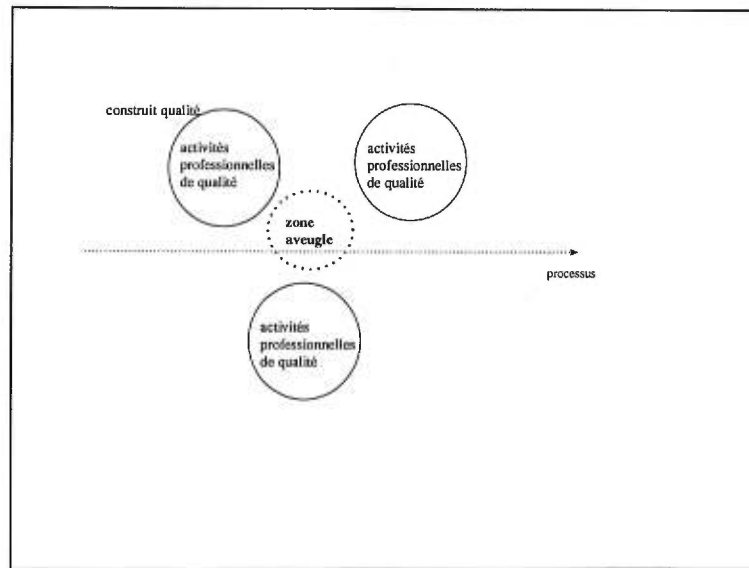 construit qualité
activités
professionnelles
de qualité
activités
professionnelles
de qualité
zone
aveugle
processus
activités
professionnelles
de qualité